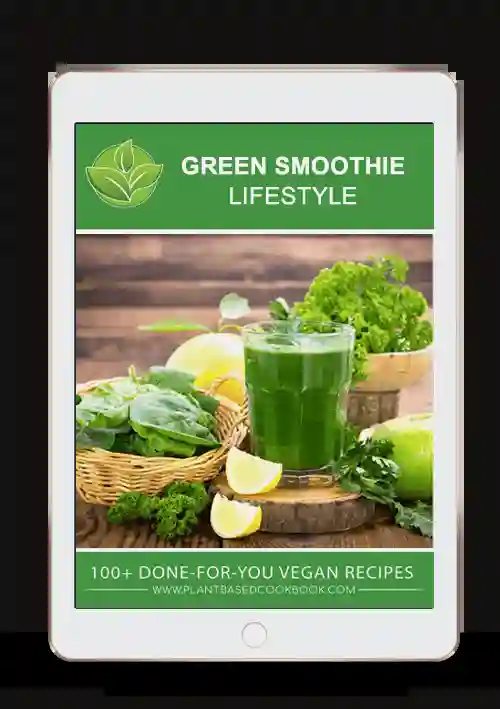 GREEN SMOOTHIE
LIFESTYLE
100+ DONE-FOR-YOU VEGAN RECIPES
WWW.PLANTBASEDCOOKBOOK.COM